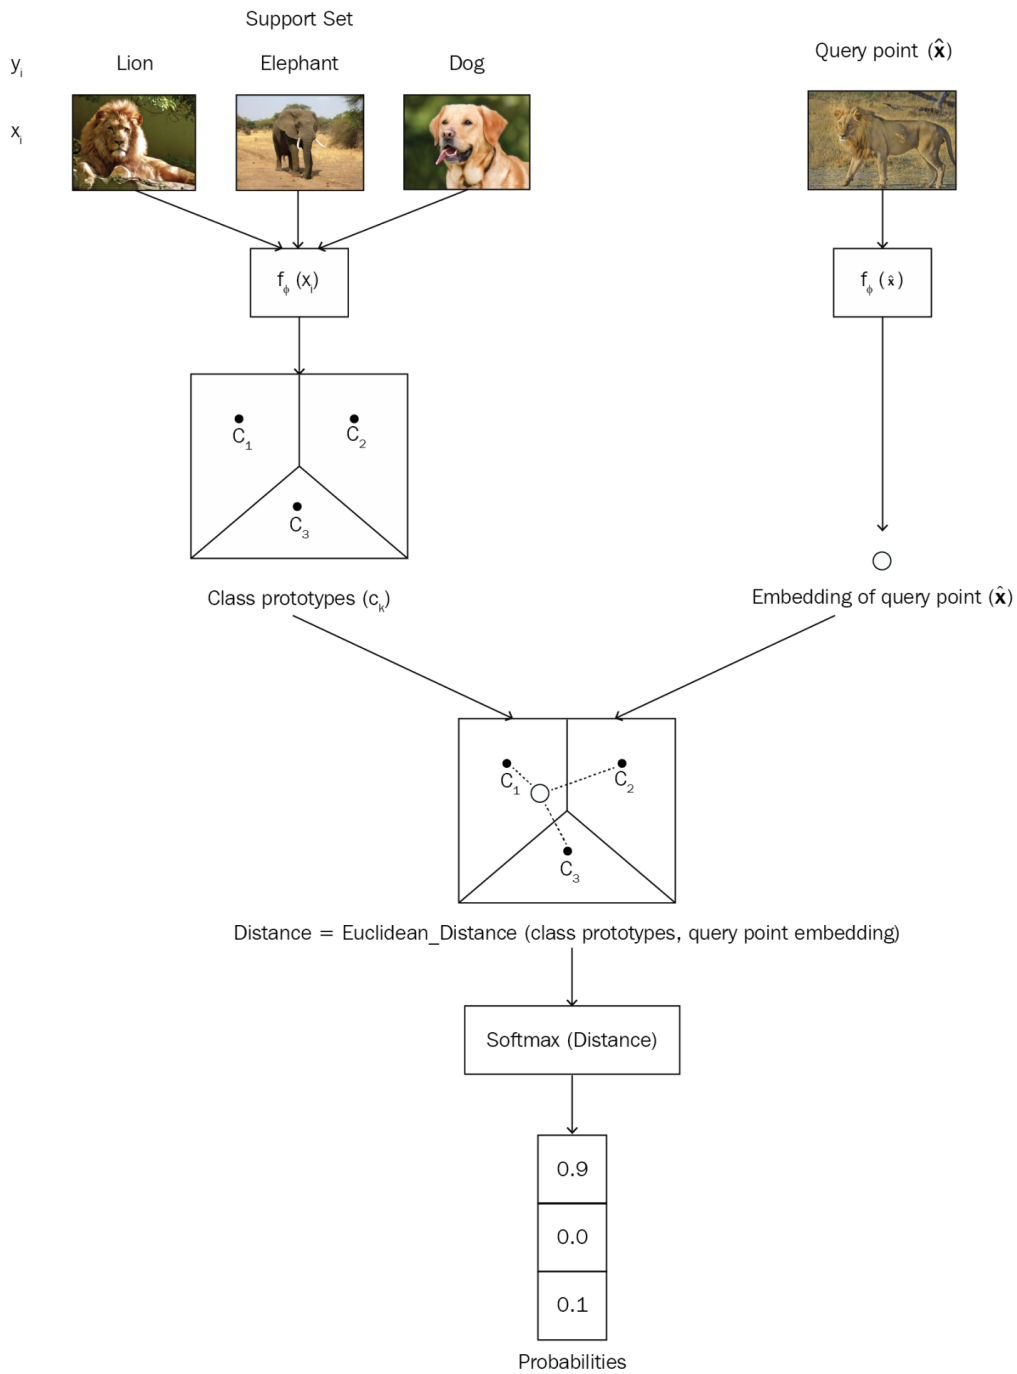 Support Set
Query point (x̂)
yᵢ Lion Elephant Dog
xᵢ
f_ϕ (xᵢ)
f_ϕ (x̂)
C₁ C₂
C₃
Class prototypes (cₖ)
Embedding of query point (x̂)
C₁ C₂
C₃
Distance = Euclidean_Distance (class prototypes, query point embedding)
Softmax (Distance)
0.9
0.0
0.1
Probabilities